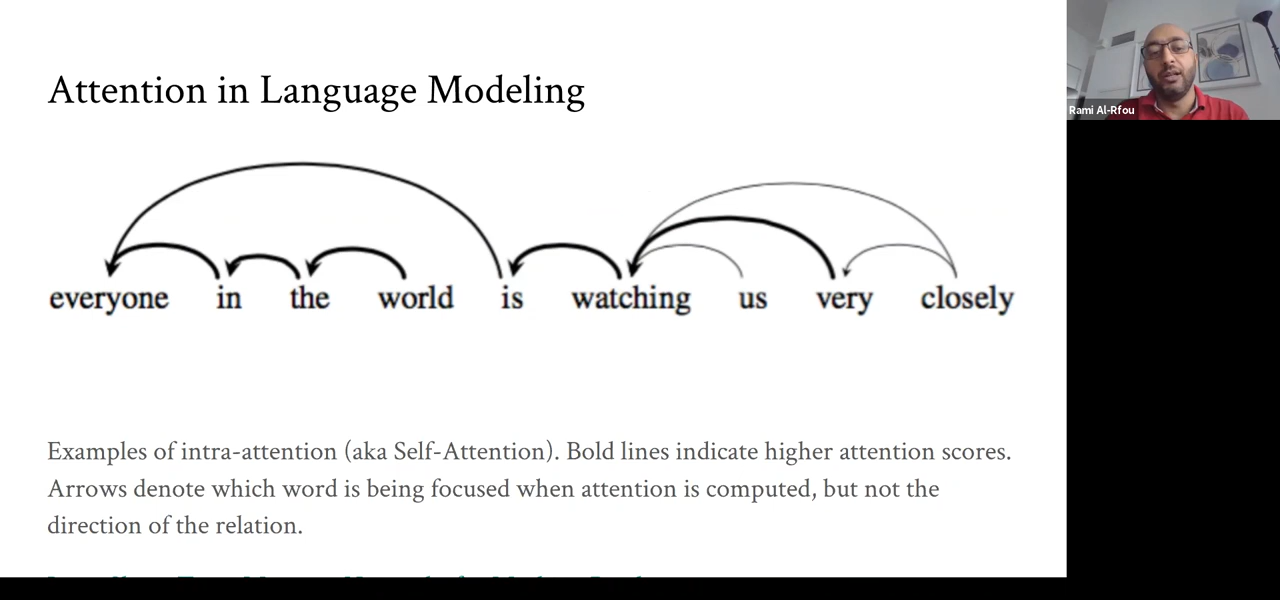 Attention in Language Modeling
Rami Al-Rfou
everyone in the world is watching us very closely
Examples of intra-attention (aka Self-Attention). Bold lines indicate higher attention scores.
Arrows denote which word is being focused when attention is computed, but not the
direction of the relation.